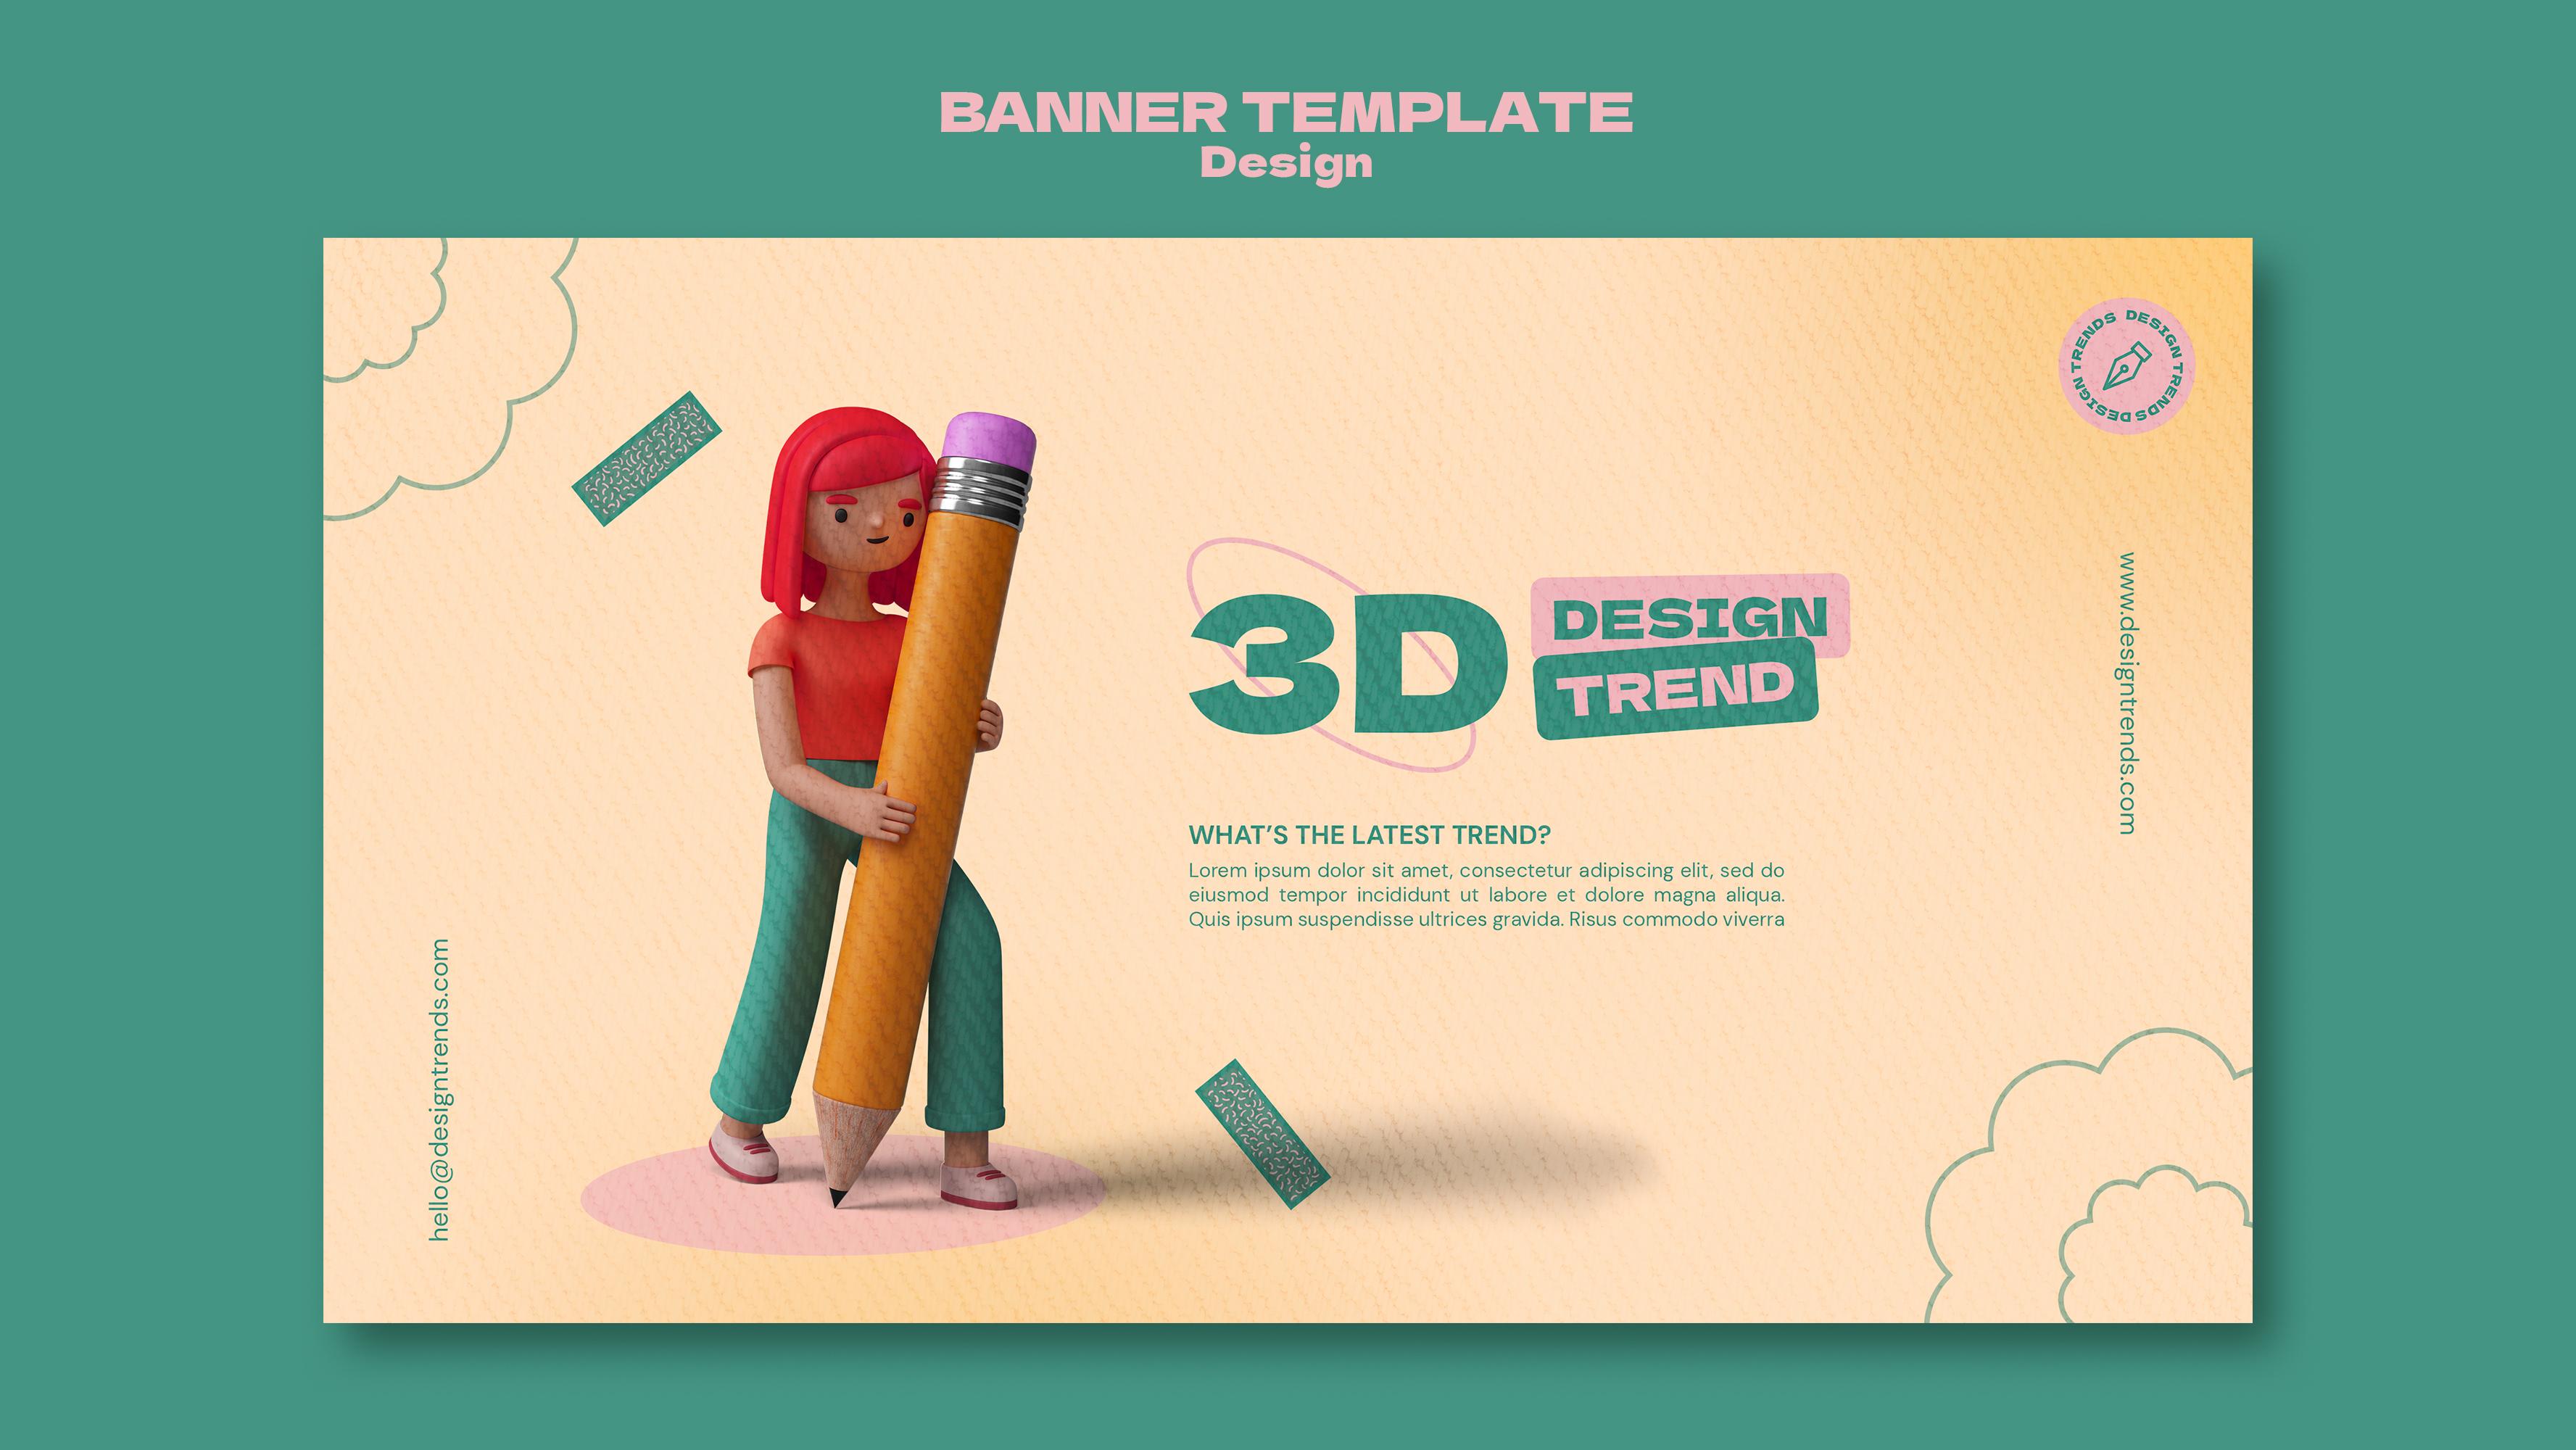 BANNER TEMPLATE
Design
DESIGN TRENDS DESIGN TRENDS DESIGN TRENDS
3D
DESIGN
TREND
www.designtrends.com
WHAT’S THE LATEST TREND?
Lorem ipsum dolor sit amet, consectetur adipiscing elit, sed do
eiusmod tempor incididunt ut labore et dolore magna aliqua.
Quis ipsum suspendisse ultrices gravida. Risus commodo viverra
hello@designtrends.com